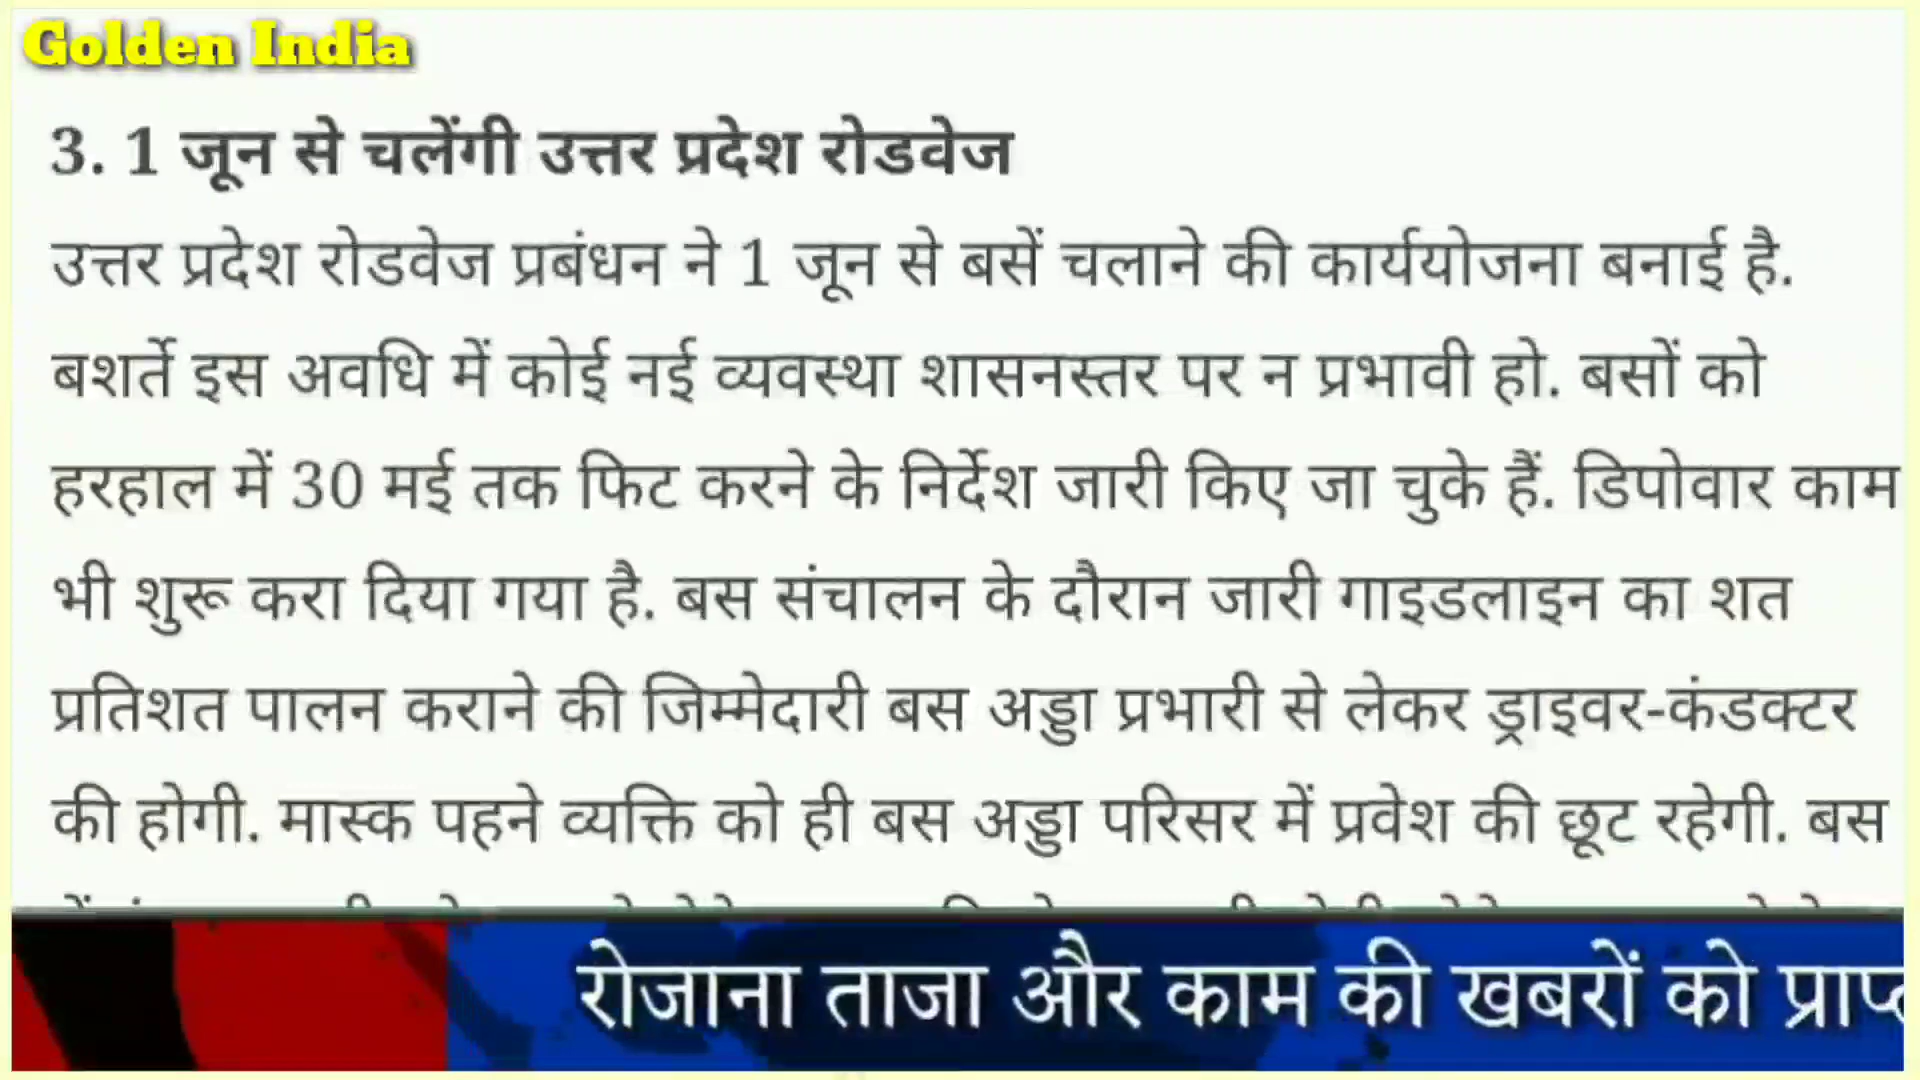 Golden India
3. 1 जून से चलेंगी उत्तर प्रदेश रोडवेज
उत्तर प्रदेश रोडवेज प्रबंधन ने 1 जून से बसें चलाने की कार्ययोजना बनाई है.
बशर्ते इस अवधि में कोई नई व्यवस्था शासनस्तर पर न प्रभावी हो. बसों को
हरहाल में 30 मई तक फिट करने के निर्देश जारी किए जा चुके हैं. डिपोवार काम
भी शुरू करा दिया गया है. बस संचालन के दौरान जारी गाइडलाइन का शत
प्रतिशत पालन कराने की जिम्मेदारी बस अड्डा प्रभारी से लेकर ड्राइवर-कंडक्टर
की होगी. मास्क पहने व्यक्ति को ही बस अड्डा परिसर में प्रवेश की छूट रहेगी. बस
रोजाना ताजा और काम की खबरों को